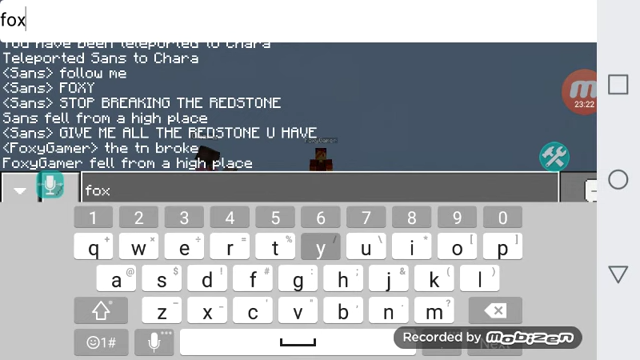 fox
You have been teleported to Chara
Teleported Sans to Chara
<Sans> follow me
<Sans> FOXY
<Sans> STOP BREAKING THE REDSTONE
Sans fell from a high place
<Sans> GIVE ME ALL THE REDSTONE U HAVE
<FoxyGamer> the tn broke
FoxyGamer fell from a high place
FoxyGamer
23:22
fox
1 2 3 4 5 6 7 8 9 0
q w e r t y u i o p
a s d f g h j k l
z x c v b n m
1#
Recorded by Mobizen